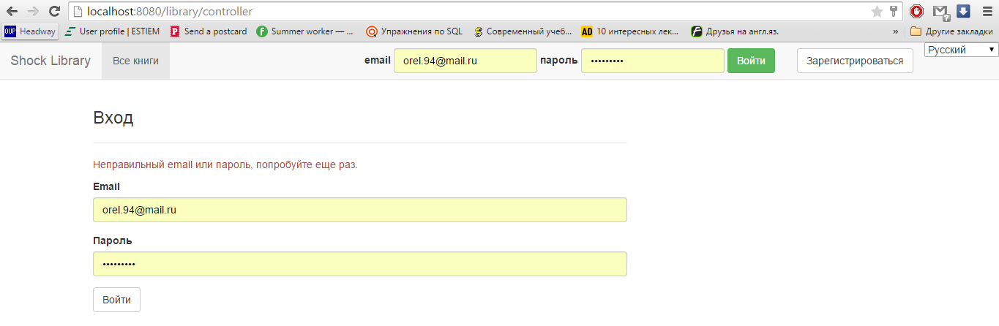 localhost:8080/library/controller
OUP Headway User profile | ESTIEM Send a postcard Summer worker — ... Упражнения по SQL Современный учеб... AD 10 интересных лек... Друзья на англ.яз. » Другие закладки
Shock Library Все книги email orel.94@mail.ru пароль ••••••••• Войти Зарегистрироваться Русский
Вход
Неправильный email или пароль, попробуйте еще раз.
Email
orel.94@mail.ru
Пароль
•••••••••
Войти